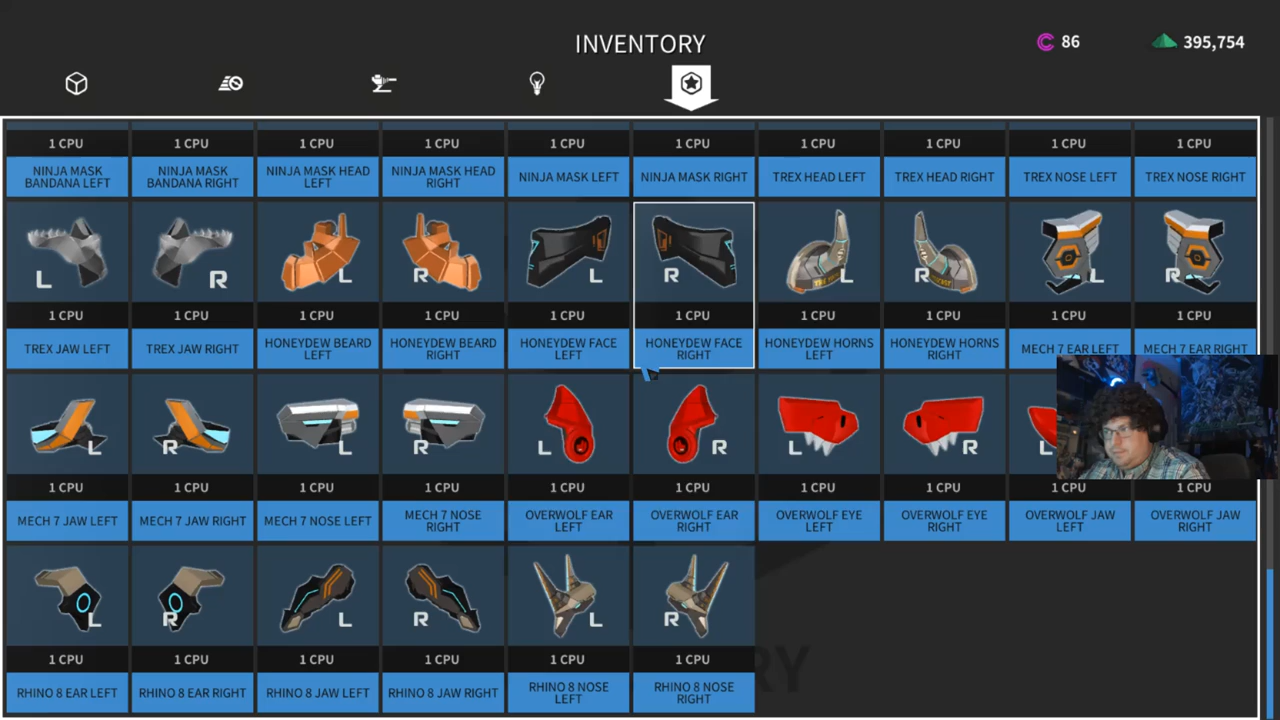 INVENTORY
86
395,754
1 CPU
1 CPU
1 CPU
1 CPU
1 CPU
1 CPU
1 CPU
1 CPU
1 CPU
1 CPU
NINJA MASK
BANDANA LEFT
NINJA MASK
BANDANA RIGHT
NINJA MASK HEAD
LEFT
NINJA MASK HEAD
RIGHT
NINJA MASK LEFT
NINJA MASK RIGHT
TREX HEAD LEFT
TREX HEAD RIGHT
TREX NOSE LEFT
TREX NOSE RIGHT
L
R
L
R
L
R
L
R
L
R
1 CPU
1 CPU
1 CPU
1 CPU
1 CPU
1 CPU
1 CPU
1 CPU
1 CPU
1 CPU
TREX JAW LEFT
TREX JAW RIGHT
HONEYDEW BEARD
LEFT
HONEYDEW BEARD
RIGHT
HONEYDEW FACE
LEFT
HONEYDEW FACE
RIGHT
HONEYDEW HORNS
LEFT
HONEYDEW HORNS
RIGHT
MECH 7 EAR LEFT
MECH 7 EAR RIGHT
L
R
L
R
L
R
L
R
L
1 CPU
1 CPU
1 CPU
1 CPU
1 CPU
1 CPU
1 CPU
1 CPU
1 CPU
1 CPU
MECH 7 JAW LEFT
MECH 7 JAW RIGHT
MECH 7 NOSE LEFT
MECH 7 NOSE
RIGHT
OVERWOLF EAR
LEFT
OVERWOLF EAR
RIGHT
OVERWOLF EYE
LEFT
OVERWOLF EYE
RIGHT
OVERWOLF JAW
LEFT
OVERWOLF JAW
RIGHT
L
R
L
R
L
R
1 CPU
1 CPU
1 CPU
1 CPU
1 CPU
1 CPU
RHINO 8 EAR LEFT
RHINO 8 EAR RIGHT
RHINO 8 JAW LEFT
RHINO 8 JAW RIGHT
RHINO 8 NOSE
LEFT
RHINO 8 NOSE
RIGHT